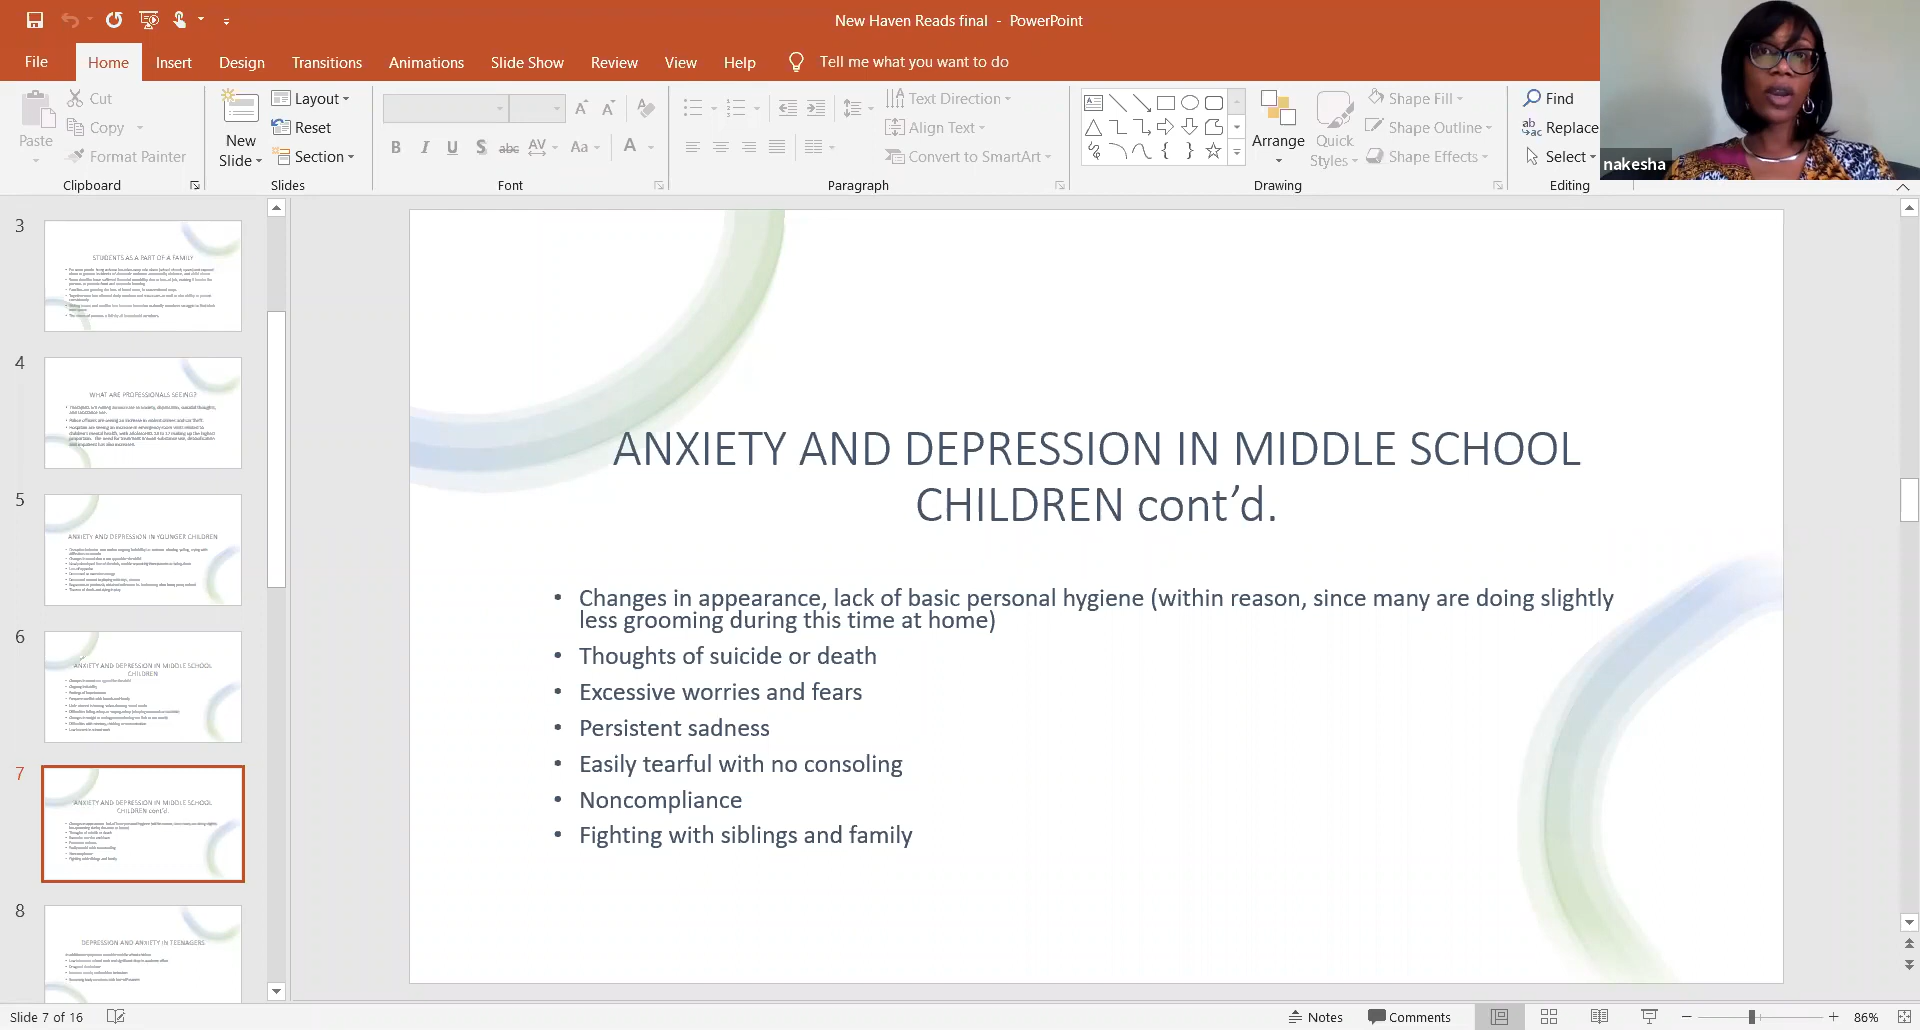 New Haven Reads final - PowerPoint
File Home Insert Design Transitions Animations Slide Show Review View Help Tell me what you want to do
Paste
Cut
Copy
Format Painter
Clipboard
New Slide
Layout
Reset
Section
Slides
B I U S abc AV Aa A
Font
Text Direction
Align Text
Convert to SmartArt
Paragraph
Arrange
Quick Styles
Shape Fill
Shape Outline
Shape Effects
Drawing
Find
Replace
Select
Editing
nakesha
3
STUDENTS AS A PART OF A FAMILY
4
WHAT ARE PROFESSIONALS SEEING?
5
ANXIETY AND DEPRESSION IN YOUNGER CHILDREN
6
ANXIETY AND DEPRESSION IN MIDDLE SCHOOL
CHILDREN
7
ANXIETY AND DEPRESSION IN MIDDLE SCHOOL
CHILDREN cont'd.
8
DEPRESSION AND ANXIETY IN TEENAGERS
ANXIETY AND DEPRESSION IN MIDDLE SCHOOL
CHILDREN cont’d.
• Changes in appearance, lack of basic personal hygiene (within reason, since many are doing slightly
less grooming during this time at home)
• Thoughts of suicide or death
• Excessive worries and fears
• Persistent sadness
• Easily tearful with no consoling
• Noncompliance
• Fighting with siblings and family
Slide 7 of 16
Notes Comments 86%